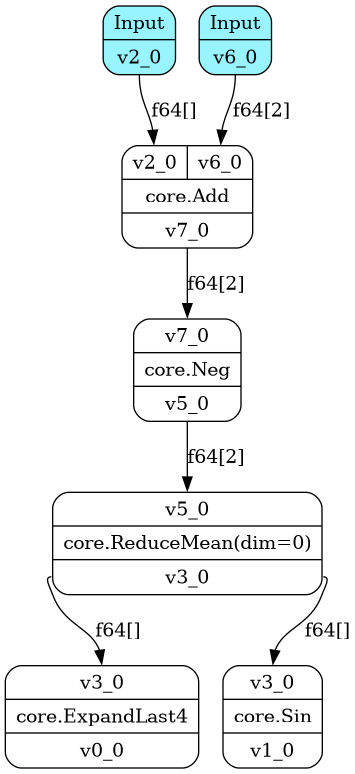 Input
v2_0
Input
v6_0
f64[]
f64[2]
v2_0 v6_0
core.Add
v7_0
f64[2]
v7_0
core.Neg
v5_0
f64[2]
v5_0
core.ReduceMean(dim=0)
v3_0
f64[]
f64[]
v3_0
core.ExpandLast4
v0_0
v3_0
core.Sin
v1_0